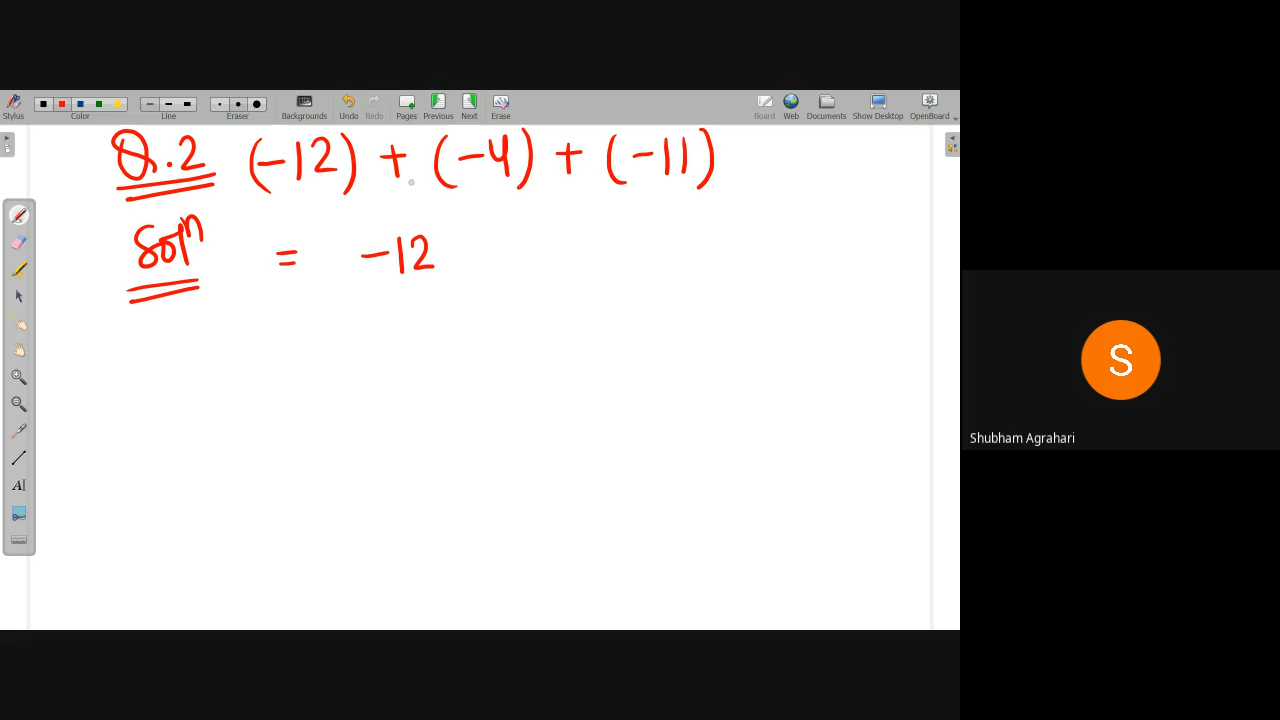 Stylus Color Line Eraser Backgrounds Undo Redo Pages Previous Next Erase Board Web Documents Show Desktop OpenBoard
Q.2 (-12) + (-4) + (-11)
Solⁿ = -12
AI
S
Shubham Agrahari